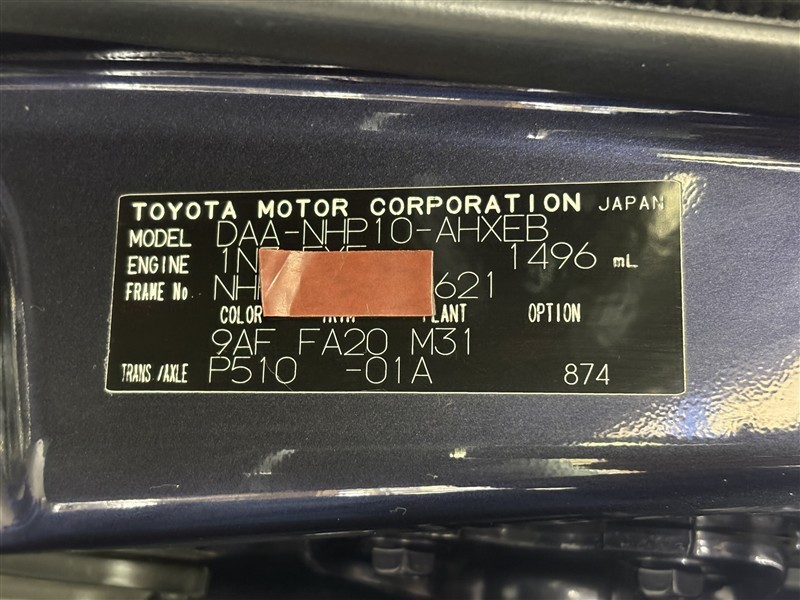 TOYOTA MOTOR CORPORATION JAPAN
MODEL DAA-NHP10-AHXEB
ENGINE 1496 mL
FRAME No NH 621
COLOR PLANT OPTION
9AF FA20 M31
TRANS/AXLE P510 -01A 874